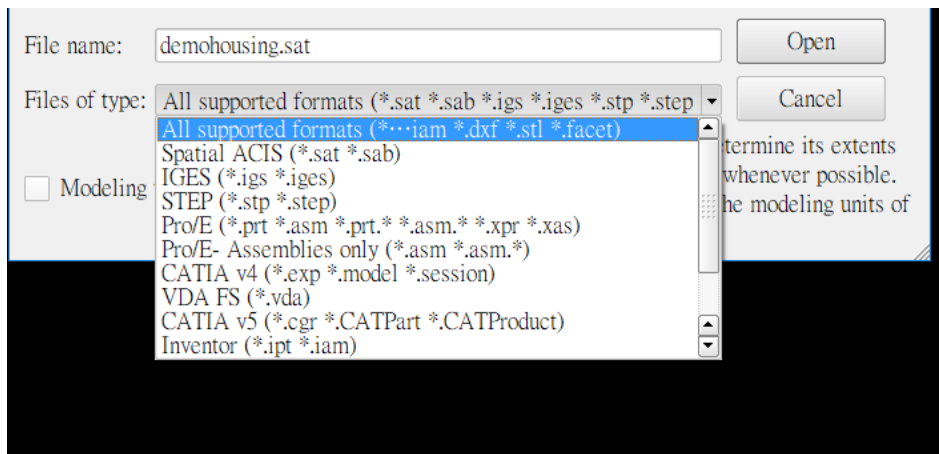 File name: demohousing.sat Open
Files of type: All supported formats (*.sat *.sab *.igs *.iges *.stp *.step Cancel
All supported formats (*···iam *.dxf *.stl *.facet)
Spatial ACIS (*.sat *.sab)
termine its extents
IGES (*.igs *.iges)
whenever possible.
Modeling
STEP (*.stp *.step)
he modeling units of
Pro/E (*.prt *.asm *.prt.* *.asm.* *.xpr *.xas)
Pro/E- Assemblies only (*.asm *.asm.*)
CATIA v4 (*.exp *.model *.session)
VDA FS (*.vda)
CATIA v5 (*.cgr *.CATPart *.CATProduct)
Inventor (*.ipt *.iam)